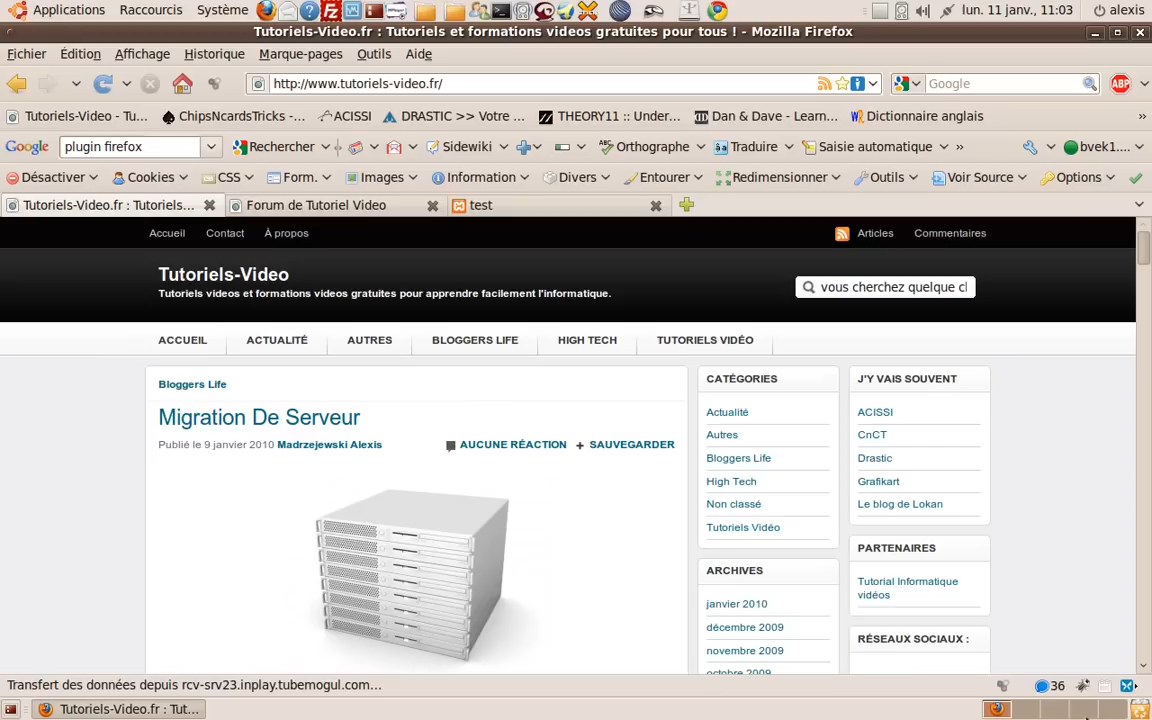 Applications Raccourcis Système lun. 11 janv., 11:03 alexis
Tutoriels-Video.fr : Tutoriels et formations videos gratuites pour tous ! - Mozilla Firefox
Fichier Édition Affichage Historique Marque-pages Outils Aide
http://www.tutoriels-video.fr/ Google ABP
Tutoriels-Video - Tu... ChipsNcardsTricks -... ACISSI DRASTIC >> Votre ... THEORY11 :: Under... Dan & Dave - Learn... Dictionnaire anglais »
Google plugin firefox Rechercher Sidewiki Orthographe Traduire Saisie automatique » bvek1....
Désactiver Cookies CSS Form. Images Information Divers Entourer Redimensionner Outils Voir Source Options
Tutoriels-Video.fr : Tutoriels... Forum de Tutoriel Video test
Accueil Contact À propos Articles Commentaires
Tutoriels-Video
Tutoriels videos et formations videos gratuites pour apprendre facilement l'informatique.
vous cherchez quelque cl
ACCUEIL ACTUALITÉ AUTRES BLOGGERS LIFE HIGH TECH TUTORIELS VIDÉO
Bloggers Life
Migration De Serveur
Publié le 9 janvier 2010 Madrzejewski Alexis AUCUNE RÉACTION + SAUVEGARDER
CATÉGORIES
Actualité
Autres
Bloggers Life
High Tech
Non classé
Tutoriels Vidéo
ARCHIVES
janvier 2010
décembre 2009
novembre 2009
octobre 2009
J'Y VAIS SOUVENT
ACISSI
CnCT
Drastic
Grafikart
Le blog de Lokan
PARTENAIRES
Tutorial Informatique
vidéos
RÉSEAUX SOCIAUX :
Transfert des données depuis rcv-srv23.inplay.tubemogul.com... 36
Tutoriels-Video.fr : Tut...